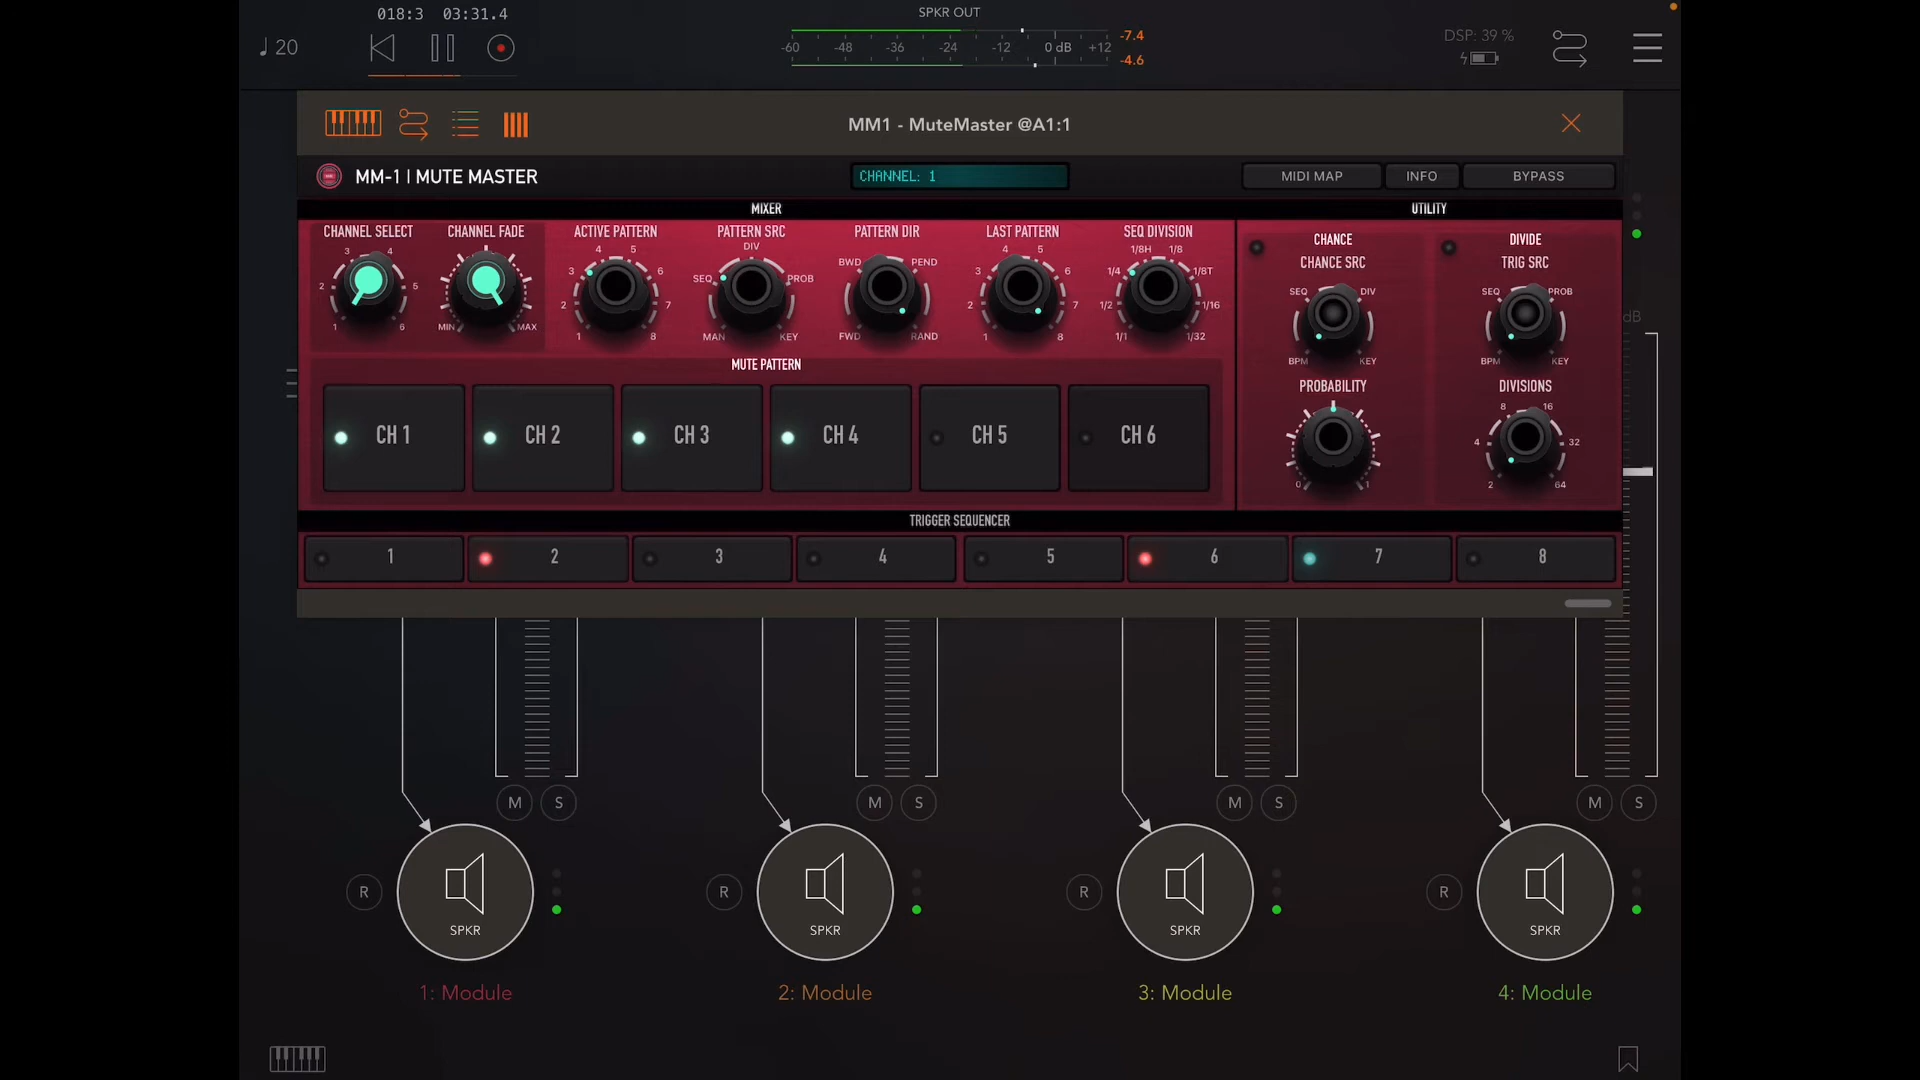 018:3 03:31.4
SPKR OUT
♩ 20
-60 -48 -36 -24 -12 0 dB +12
-7.4
-4.6
DSP: 39 %
MM1 - MuteMaster @A1:1
MM-1 | MUTE MASTER
CHANNEL: 1
MIDI MAP INFO BYPASS
MIXER
UTILITY
CHANNEL SELECT CHANNEL FADE ACTIVE PATTERN PATTERN SRC PATTERN DIR LAST PATTERN SEQ DIVISION
1 2 3 4 5 6
MIN MAX
1 2 3 4 5 6 7 8
MAN SEQ DIV PROB KEY
FWD BWD PEND RAND
1 2 3 4 5 6 7 8
1/1 1/2 1/4 1/8H 1/8 1/8T 1/16 1/32
CHANCE
CHANCE SRC
BPM SEQ DIV KEY
DIVIDE
TRIG SRC
BPM SEQ PROB KEY
PROBABILITY
0 1
DIVISIONS
2 4 8 16 32 64
dB
MUTE PATTERN
CH 1 CH 2 CH 3 CH 4 CH 5 CH 6
TRIGGER SEQUENCER
1 2 3 4 5 6 7 8
M S M S M S M S
R R R R
SPKR SPKR SPKR SPKR
1: Module 2: Module 3: Module 4: Module